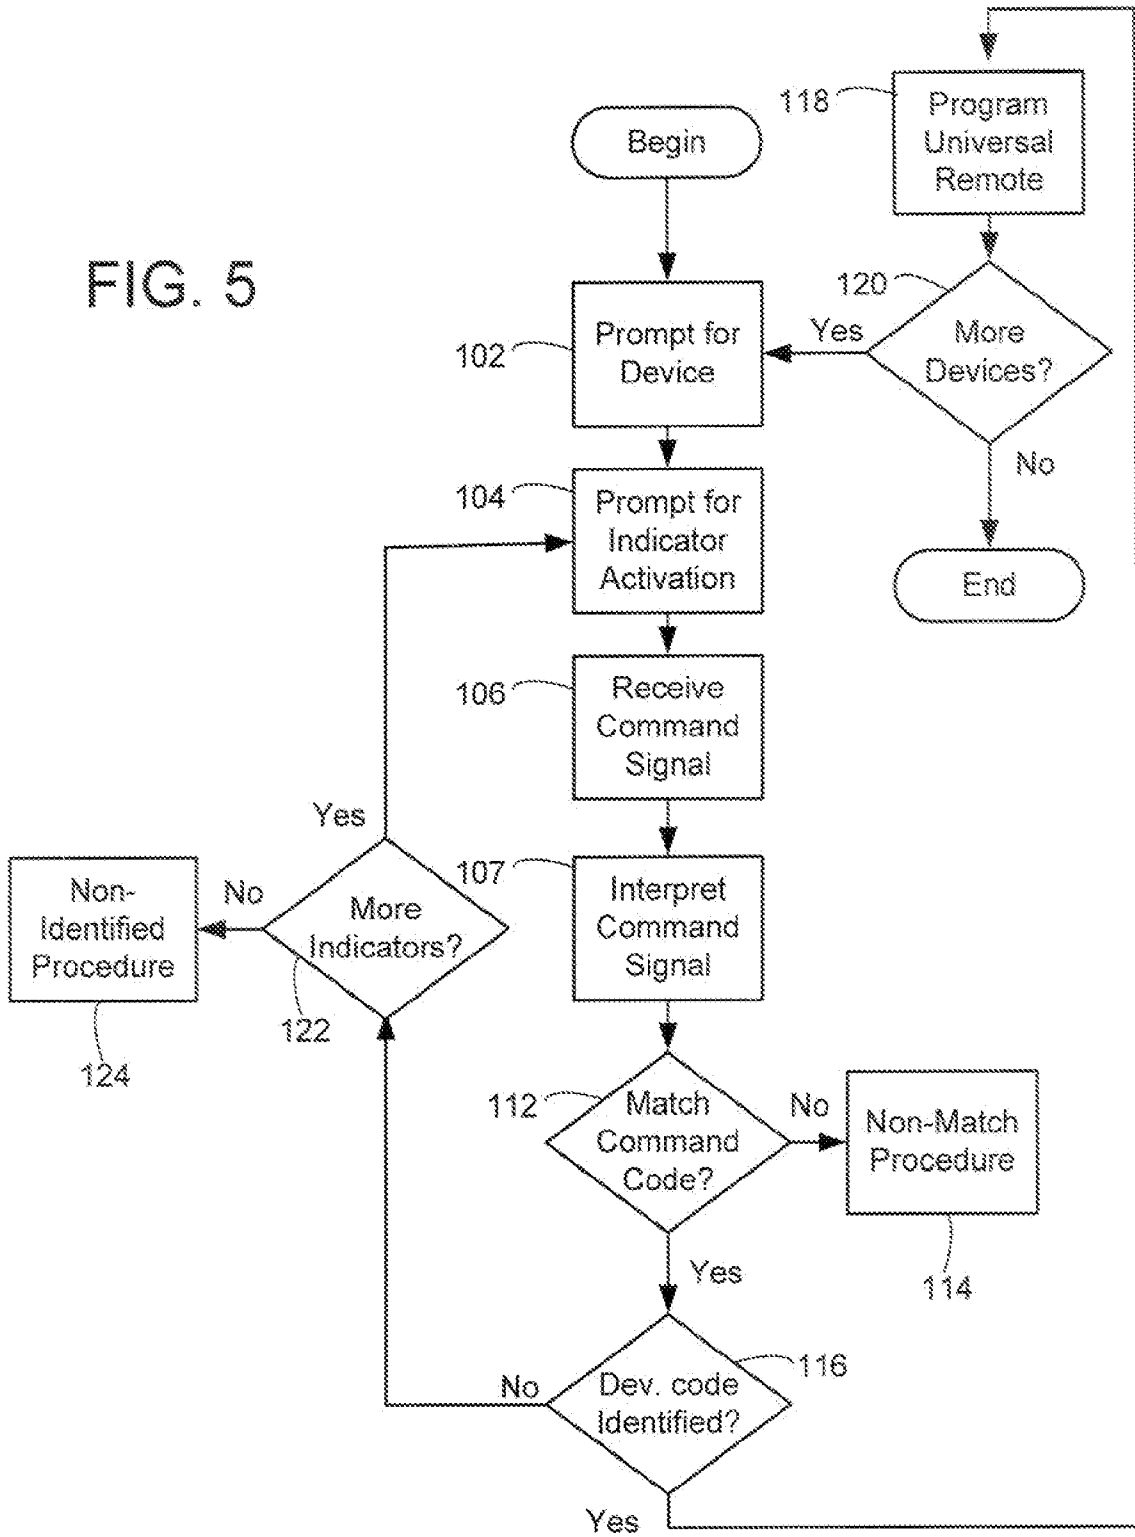 FIG. 5
Begin
118
Program
Universal
Remote
120
More
Devices?
Yes
No
End
102
Prompt for
Device
104
Prompt for
Indicator
Activation
106
Receive
Command
Signal
107
Interpret
Command
Signal
Yes
More
Indicators?
122
No
Non-
Identified
Procedure
124
112
Match
Command
Code?
No
Non-Match
Procedure
114
Yes
116
Dev. code
Identified?
No
Yes